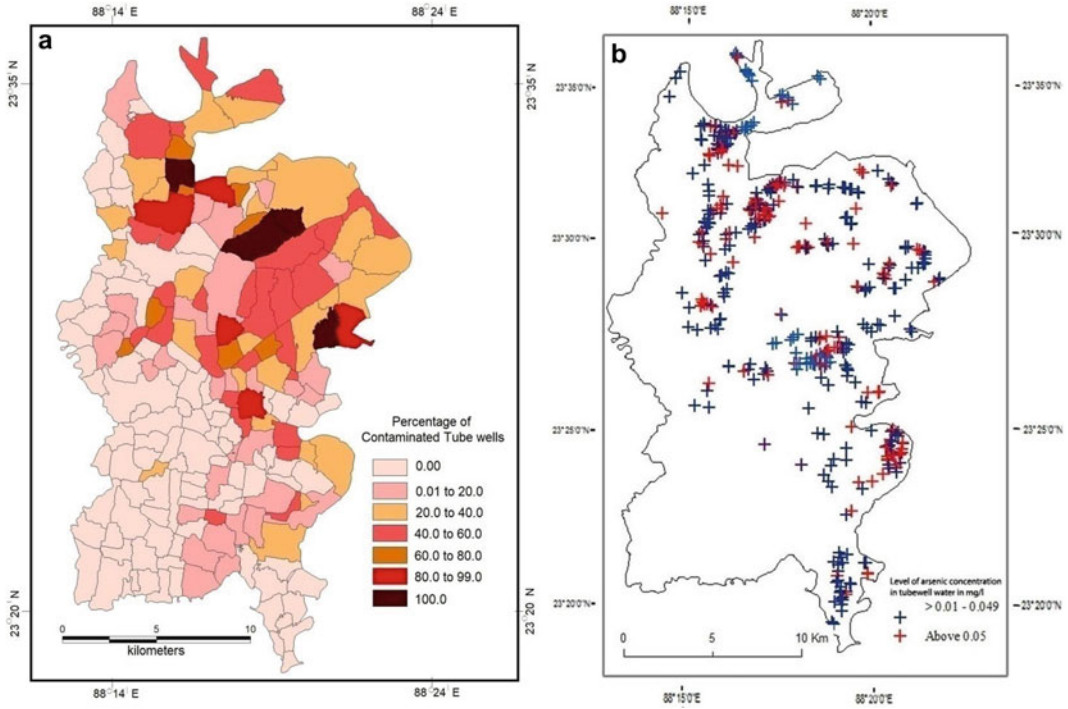 88°14' E
88°24' E
a
23°35' N
23°35' N
Percentage of
Contaminated Tube wells
0.00
0.01 to 20.0
20.0 to 40.0
40.0 to 60.0
60.0 to 80.0
80.0 to 99.0
100.0
23°20' N
23°20' N
0 5 10
kilometers
88°14' E
88°24' E
88°15'0"E
88°20'0"E
b
23°35'0"N
23°35'0"N
23°30'0"N
23°30'0"N
23°25'0"N
23°25'0"N
23°20'0"N
23°20'0"N
Level of arsenic concentration
in tubewell water in mg/l
> 0.01 - 0.049
Above 0.05
0 5 10 Km
88°15'0"E
88°20'0"E